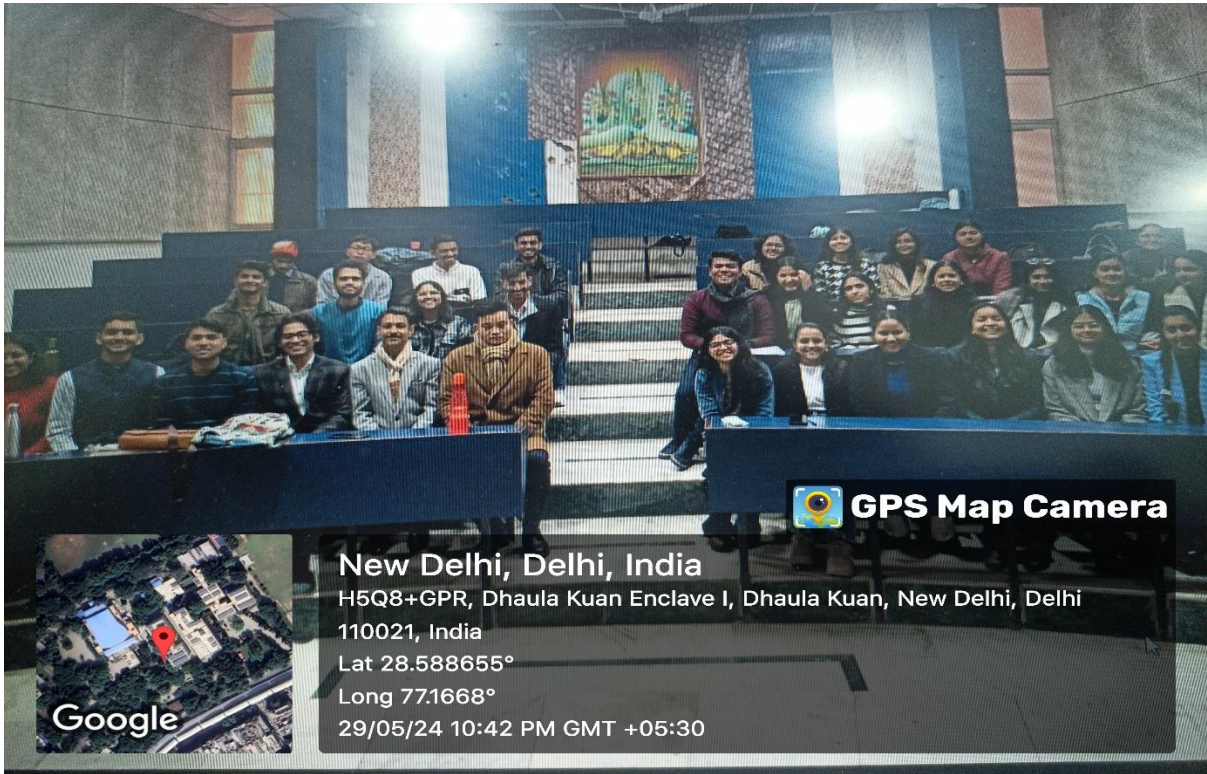 GPS Map Camera
New Delhi, Delhi, India
H5Q8+GPR, Dhaula Kuan Enclave I, Dhaula Kuan, New Delhi, Delhi
110021, India
Lat 28.588655°
Long 77.1668°
29/05/24 10:42 PM GMT +05:30
Google